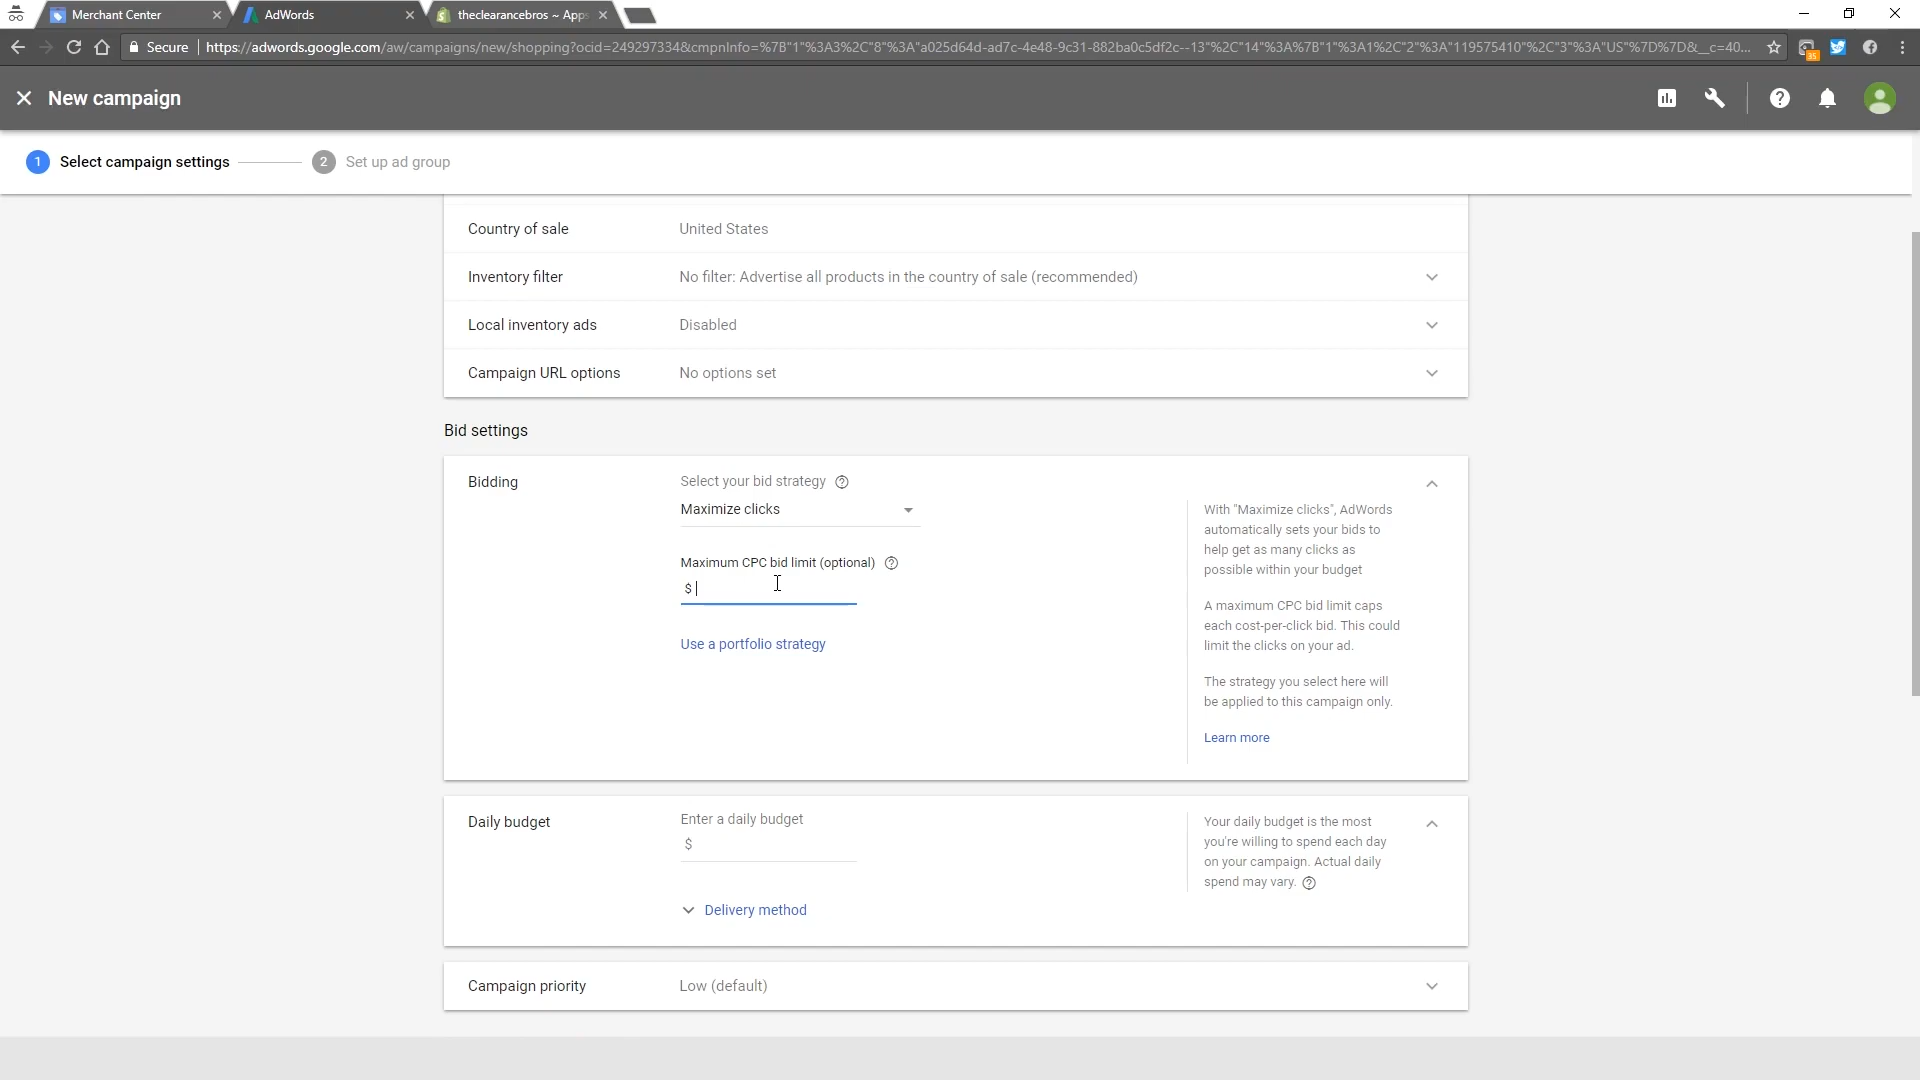 Merchant Center
AdWords
theclearancebros ~ Apps
Secure
https://adwords.google.com/aw/campaigns/new/shopping?ocid=249297334&cmpnInfo=%7B"1"%3A3%2C"8"%3A"a025d64d-ad7c-4e48-9c31-882ba0c5df2c--13"%2C"14"%3A%7B"1"%3A1%2C"2"%3A"119575410"%2C"3"%3A"US"%7D%7D&__c=40...
35
New campaign
1 Select campaign settings
2 Set up ad group
Country of sale United States
Inventory filter No filter: Advertise all products in the country of sale (recommended)
Local inventory ads Disabled
Campaign URL options No options set
Bid settings
Bidding
Select your bid strategy
Maximize clicks
Maximum CPC bid limit (optional)
$
Use a portfolio strategy
With "Maximize clicks", AdWords
automatically sets your bids to
help get as many clicks as
possible within your budget
A maximum CPC bid limit caps
each cost-per-click bid. This could
limit the clicks on your ad.
The strategy you select here will
be applied to this campaign only.
Learn more
Daily budget
Enter a daily budget
$
Delivery method
Your daily budget is the most
you're willing to spend each day
on your campaign. Actual daily
spend may vary.
Campaign priority Low (default)